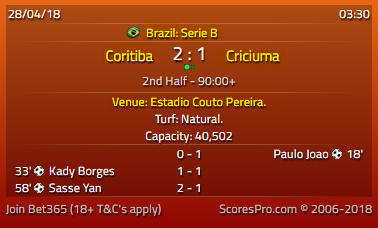 28/04/18 03:30
Brazil: Serie B
Coritiba 2 : 1 Criciuma
2nd Half - 90:00+
Venue: Estadio Couto Pereira.
Turf: Natural.
Capacity: 40,502
0 - 1 Paulo Joao 18'
33' Kady Borges 1 - 1
58' Sasse Yan 2 - 1
Join Bet365 (18+ T&C's apply) ScoresPro.com © 2006-2018